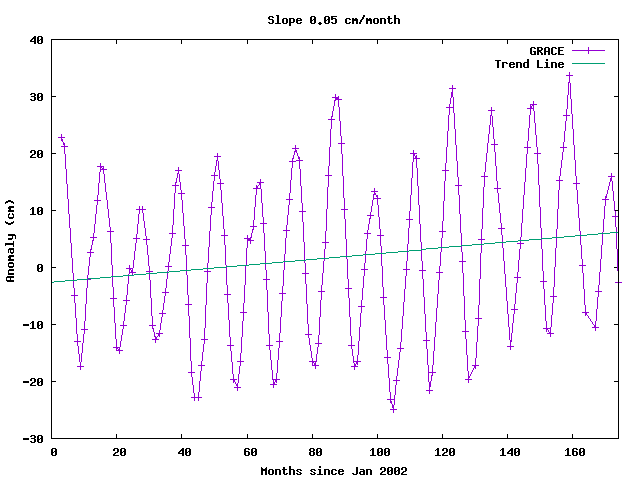 Slope 0.05 cm/month
40
30
20
10
0
-10
-20
-30
Anomaly (cm)
GRACE
Trend Line
0 20 40 60 80 100 120 140 160
Months since Jan 2002